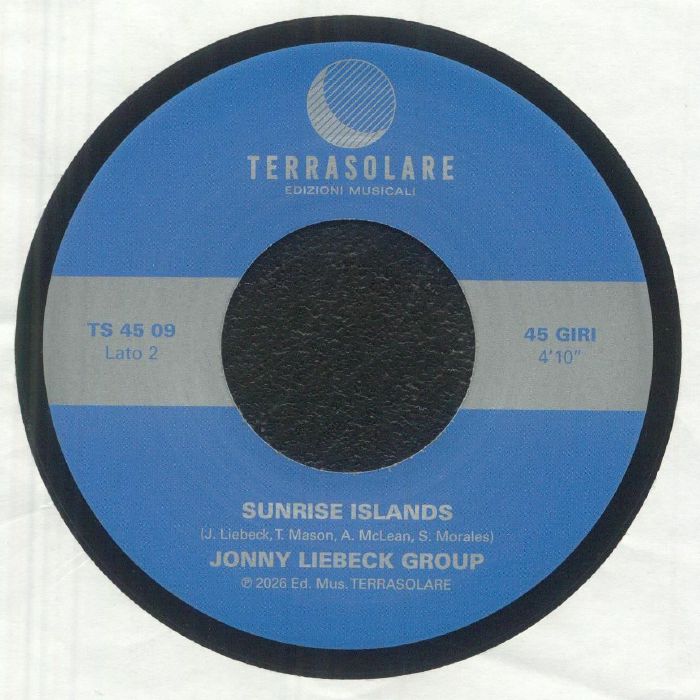 TERRASOLARE
EDIZIONI MUSICALI
TS 45 09
Lato 2
45 GIRI
4'10"
SUNRISE ISLANDS
(J. Liebeck, T. Mason, A. McLean, S. Morales)
JONNY LIEBECK GROUP
℗ 2026 Ed. Mus. TERRASOLARE